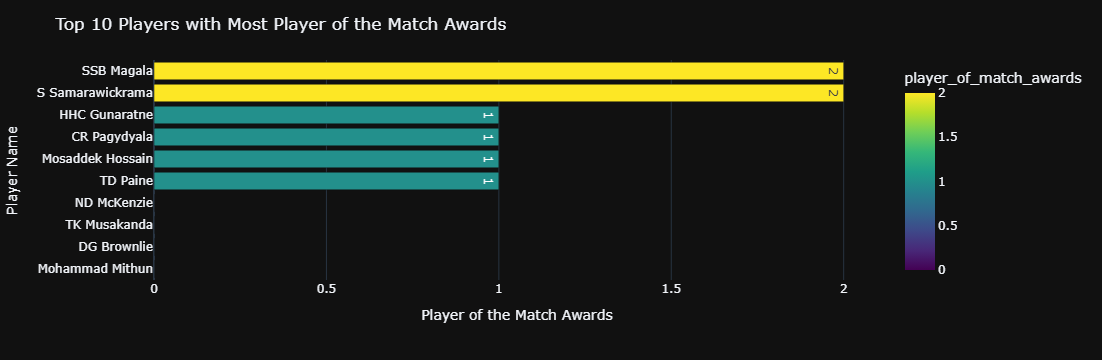 Top 10 Players with Most Player of the Match Awards
Player Name
SSB Magala
2
S Samarawickrama
2
HHC Gunaratne
1
CR Pagydyala
1
Mosaddek Hossain
1
TD Paine
1
ND McKenzie
TK Musakanda
DG Brownlie
Mohammad Mithun
0
0.5
1
1.5
2
Player of the Match Awards
player_of_match_awards
2
1.5
1
0.5
0